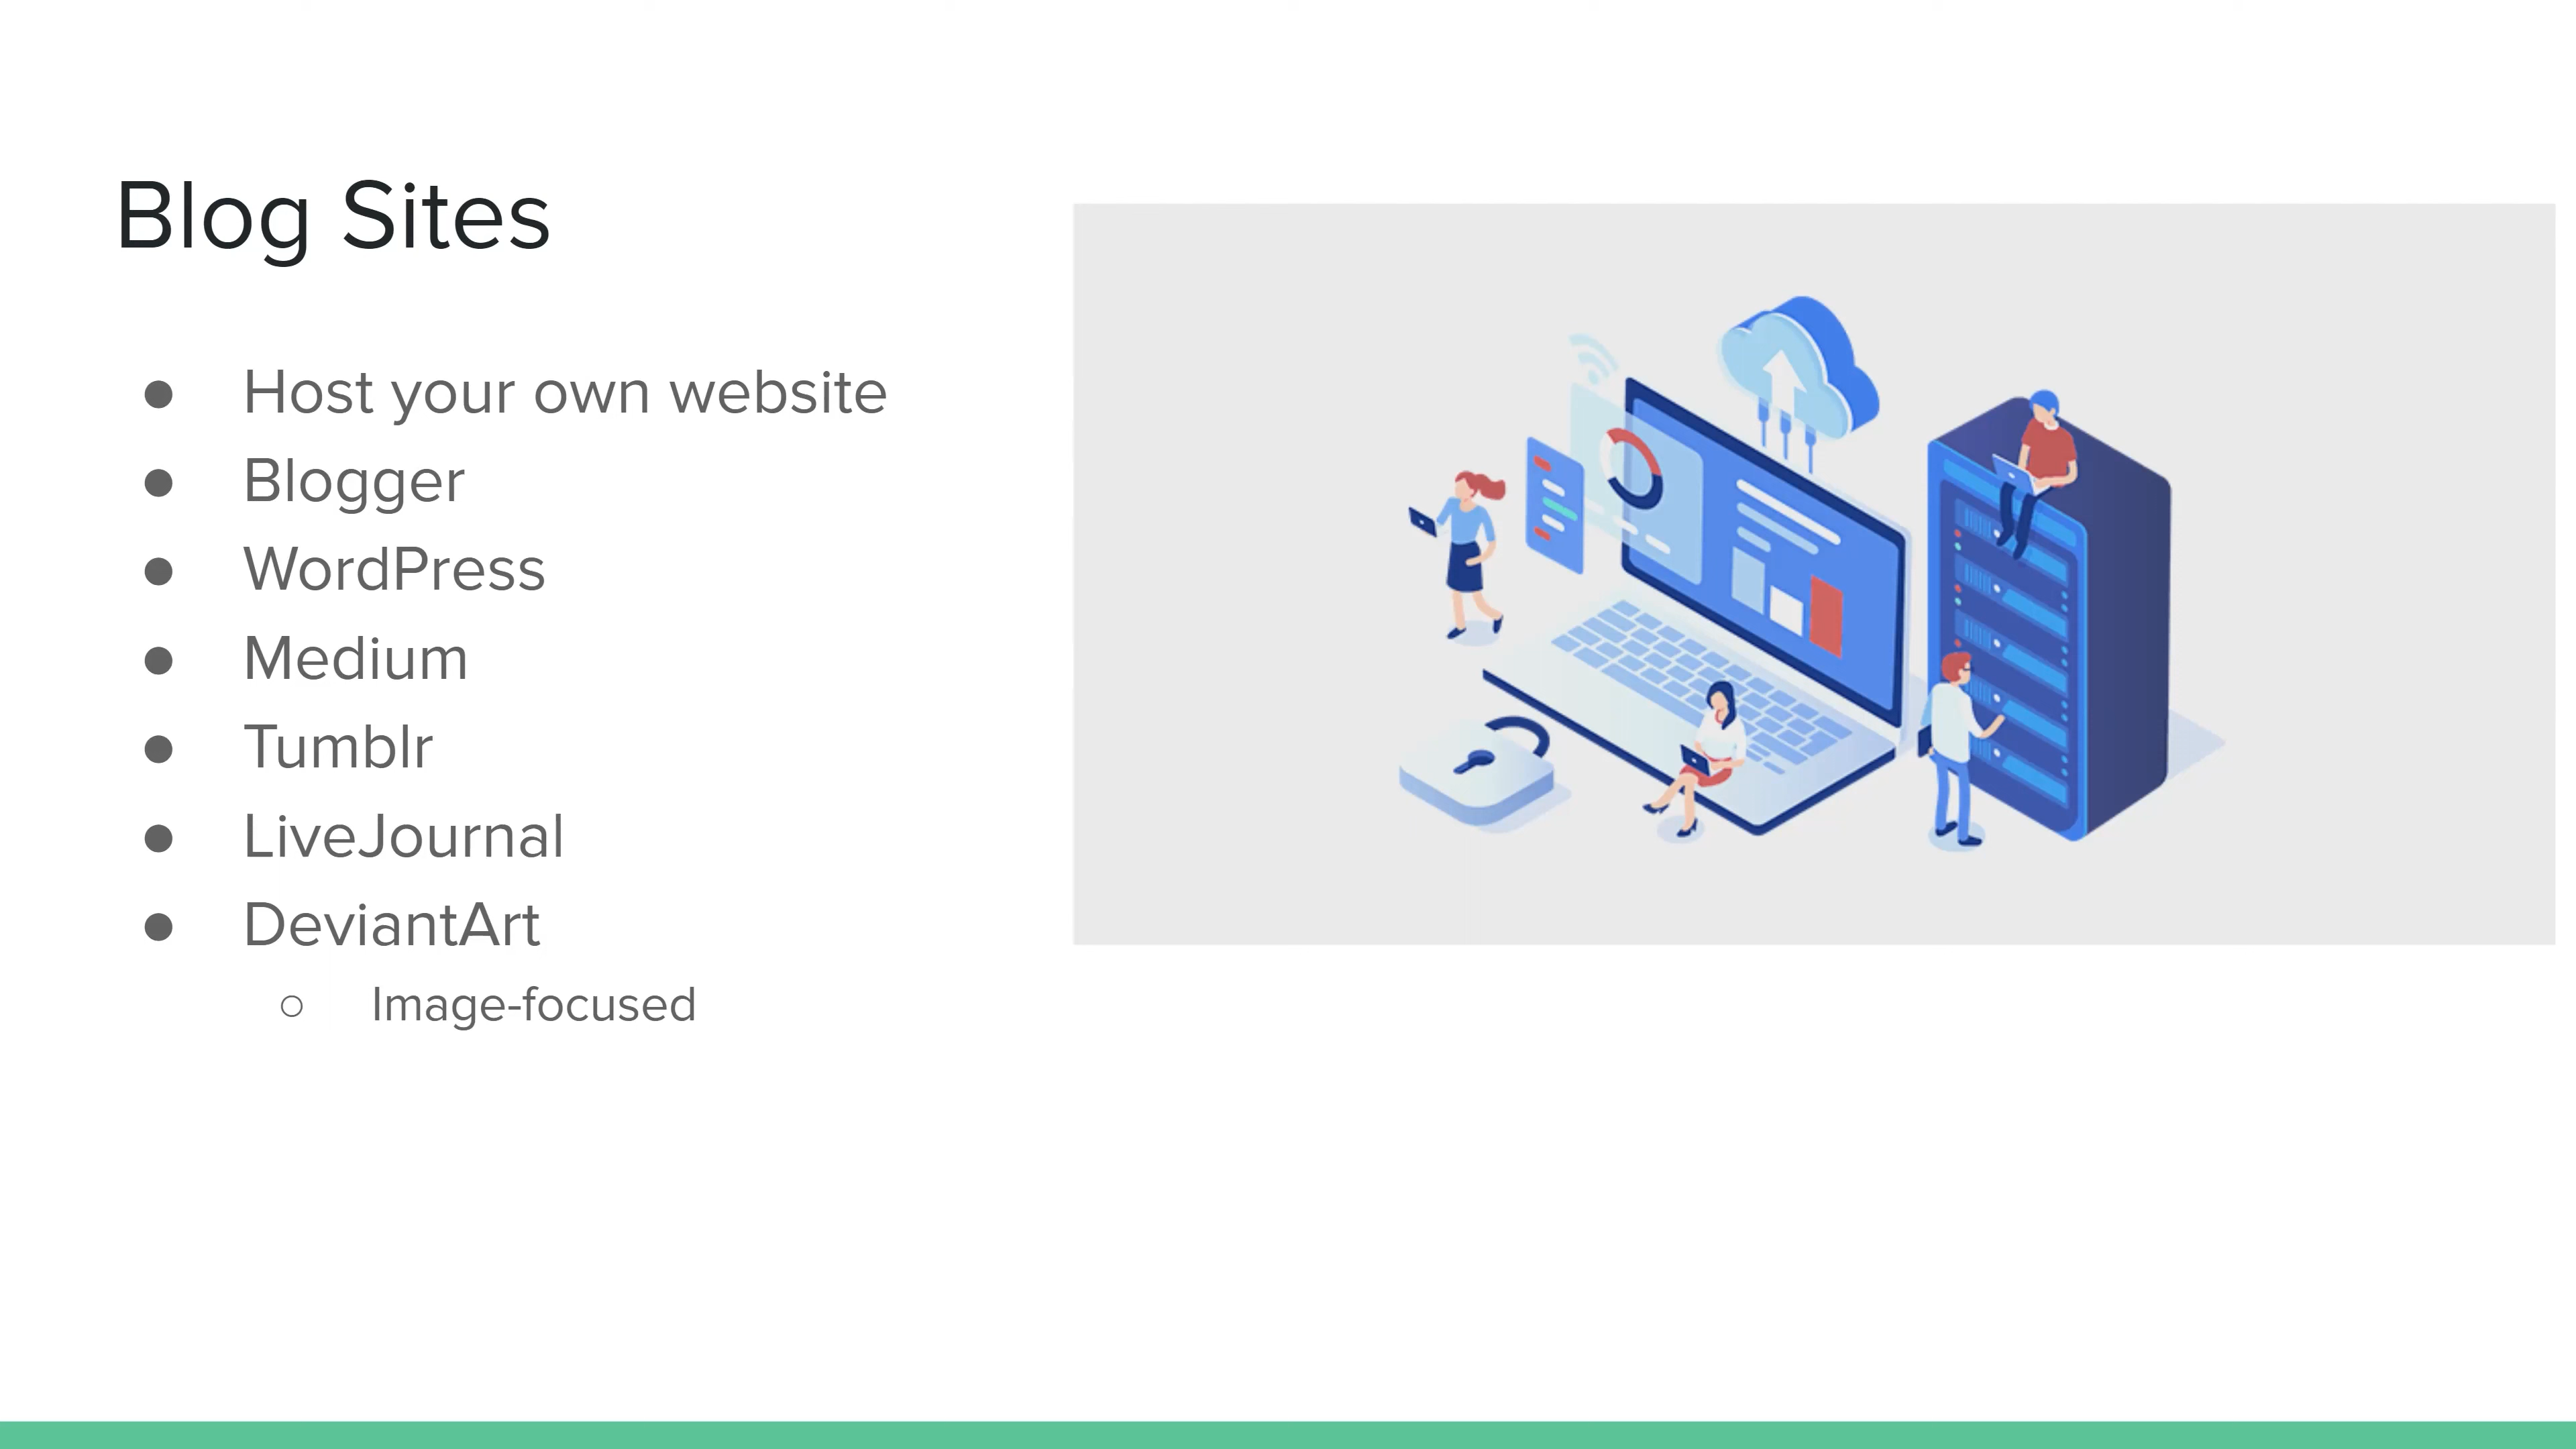 Blog Sites
● Host your own website
● Blogger
● WordPress
● Medium
● Tumblr
● LiveJournal
● DeviantArt
○ Image-focused